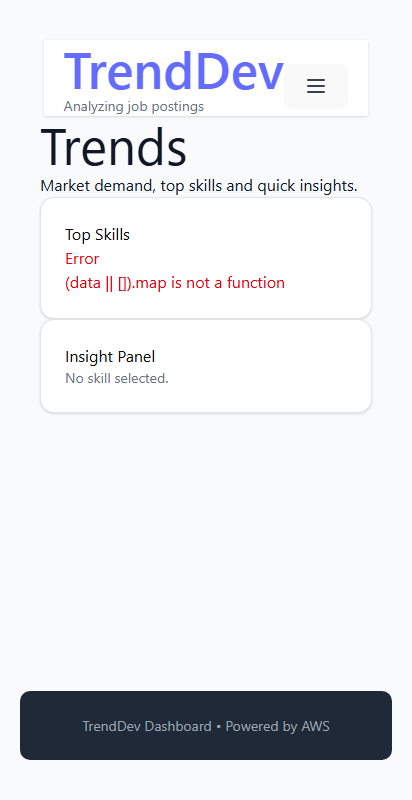 TrendDev
Analyzing job postings
Trends
Market demand, top skills and quick insights.
Top Skills
Error
(data || []).map is not a function
Insight Panel
No skill selected.
TrendDev Dashboard • Powered by AWS